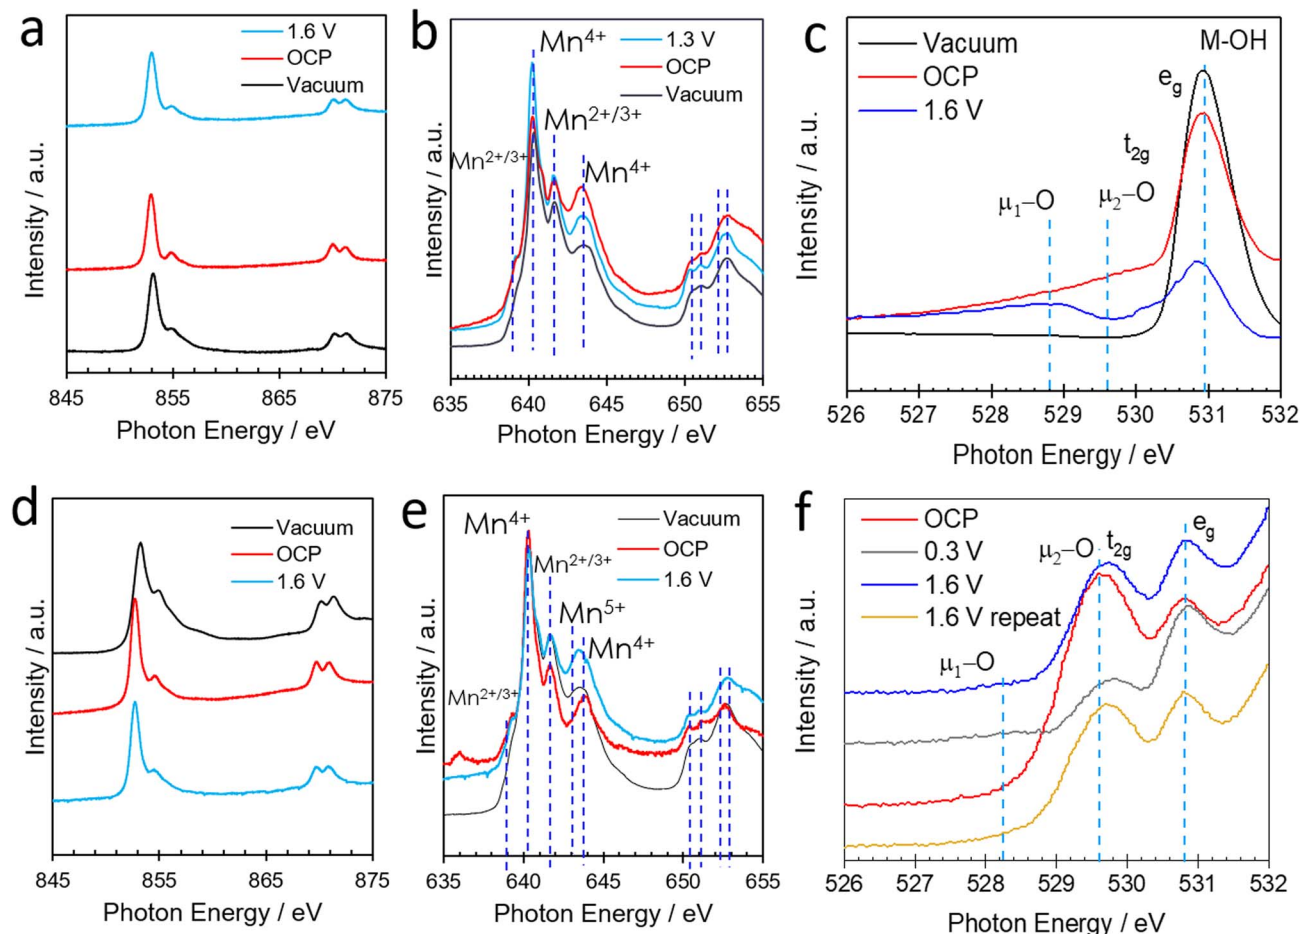 a
1.6 V
OCP
Vacuum
Intensity / a.u.
845 855 865 875
Photon Energy / eV
b
Mn4+
1.3 V
OCP
Vacuum
Mn2+/3+
Mn2+/3+
Mn4+
Intensity / a.u.
635 640 645 650 655
Photon Energy / eV
c
Vacuum
OCP
1.6 V
M-OH
eg
t2g
μ1–O
μ2–O
Intensity / a.u.
526 527 528 529 530 531 532
Photon Energy / eV
d
Vacuum
OCP
1.6 V
Intensity / a.u.
845 855 865 875
Photon Energy / eV
e
Mn4+
Vacuum
OCP
1.6 V
Mn2+/3+
Mn5+
Mn4+
Mn2+/3+
Intensity / a.u.
635 640 645 650 655
Photon Energy / eV
f
OCP
0.3 V
1.6 V
1.6 V repeat
μ2–O
t2g
eg
μ1–O
Intensity / a.u.
526 527 528 529 530 531 532
Photon Energy / eV